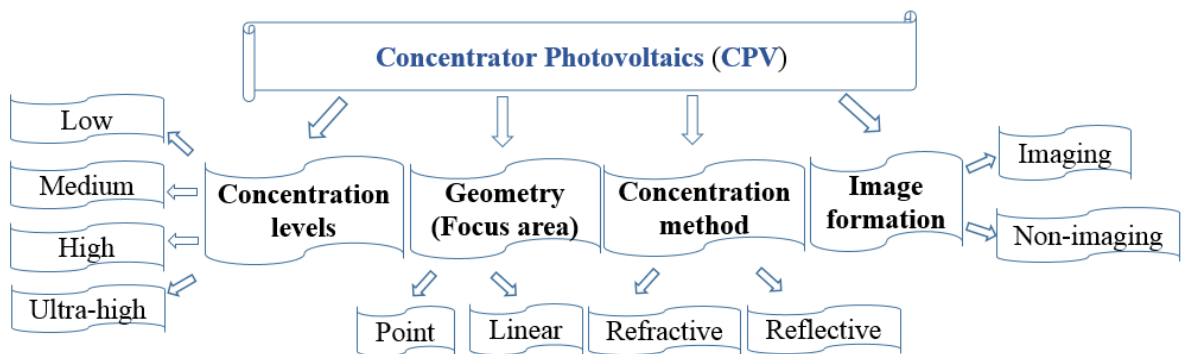 Concentrator Photovoltaics (CPV)
Low
Medium
High
Ultra-high
Concentration
levels
Geometry
(Focus area)
Concentration
method
Image
formation
Imaging
Non-imaging
Point
Linear
Refractive
Reflective